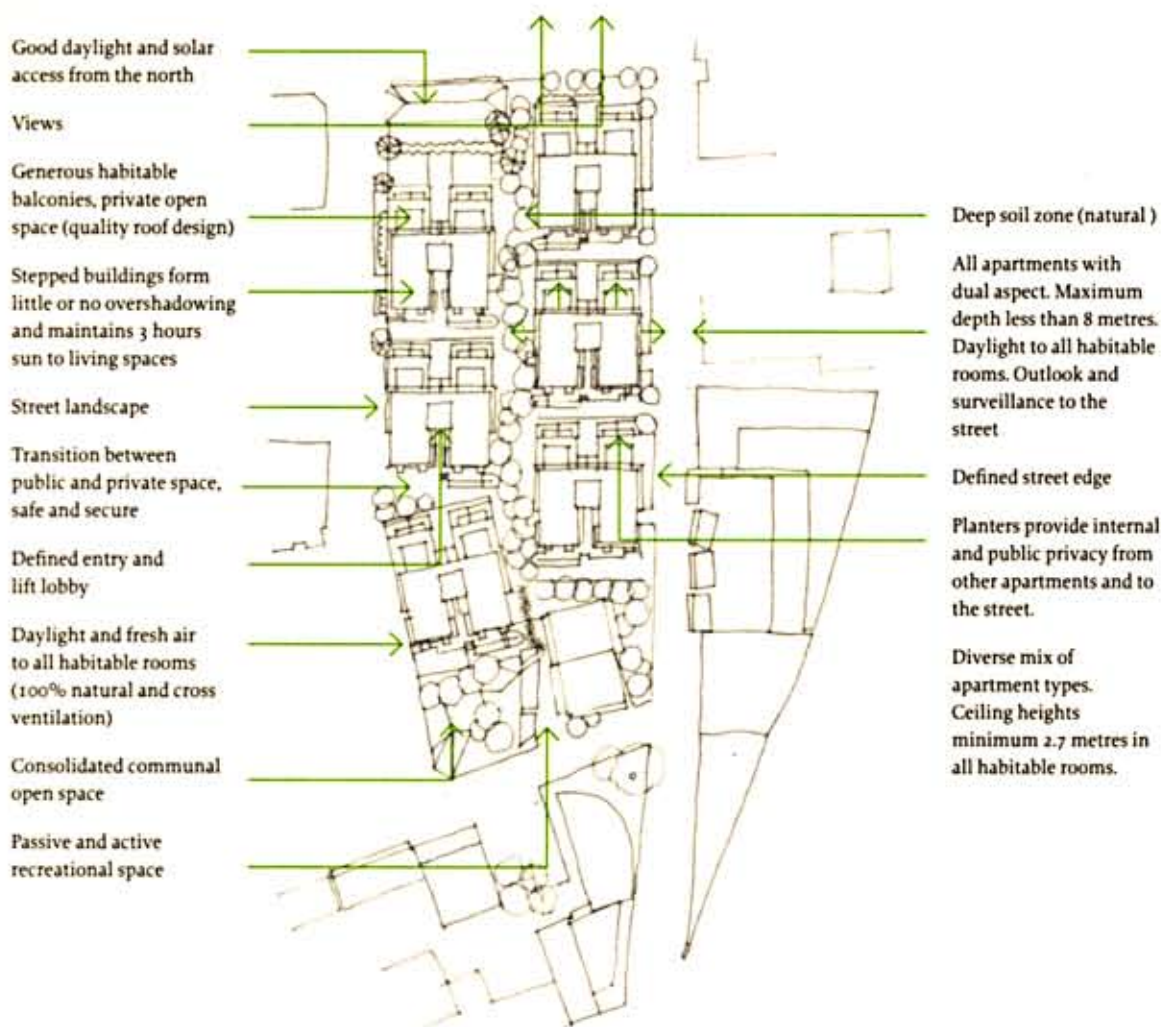 Good daylight and solar
access from the north
Views
Generous habitable
balconies, private open
space (quality roof design)
Stepped buildings form
little or no overshadowing
and maintains 3 hours
sun to living spaces
Street landscape
Transition between
public and private space,
safe and secure
Defined entry and
lift lobby
Daylight and fresh air
to all habitable rooms
(100% natural and cross
ventilation)
Consolidated communal
open space
Passive and active
recreational space
Deep soil zone (natural )
All apartments with
dual aspect. Maximum
depth less than 8 metres.
Daylight to all habitable
rooms. Outlook and
surveillance to the
street
Defined street edge
Planters provide internal
and public privacy from
other apartments and to
the street.
Diverse mix of
apartment types.
Ceiling heights
minimum 2.7 metres in
all habitable rooms.